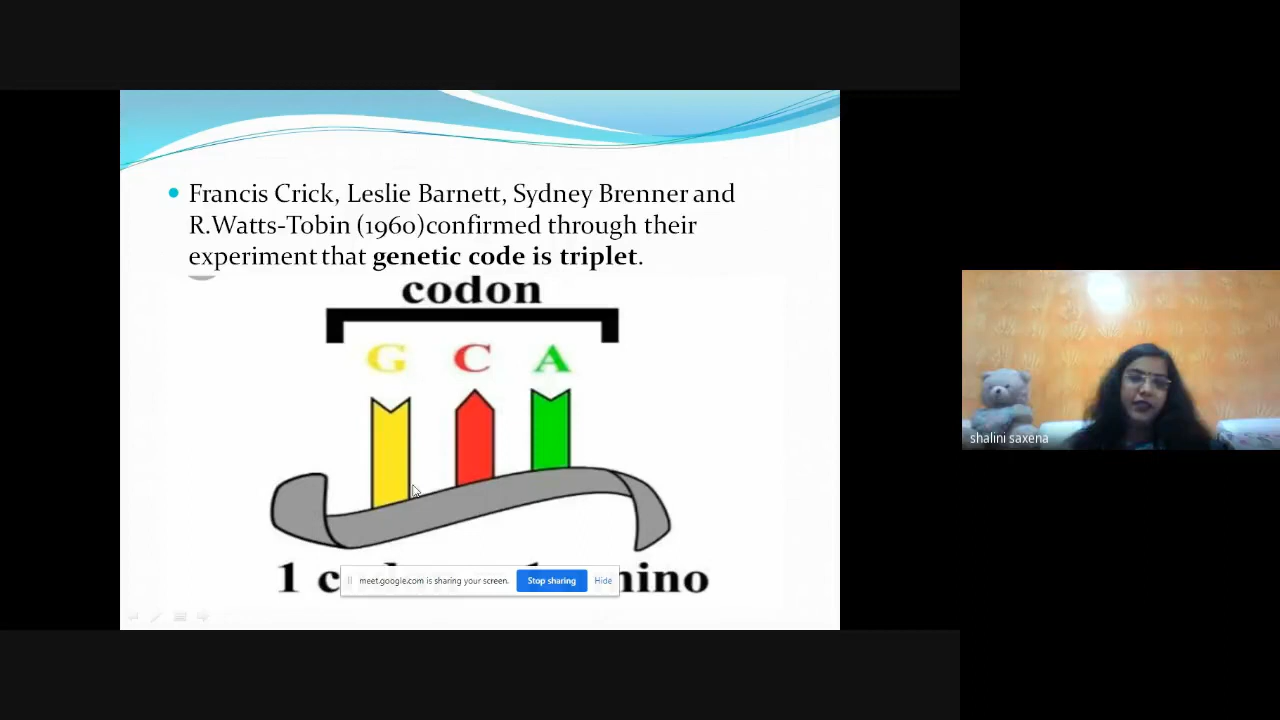 Francis Crick, Leslie Barnett, Sydney Brenner and
R.Watts-Tobin (1960)confirmed through their
experiment that genetic code is triplet.
codon
G C A
1
meet.google.com is sharing your screen. Stop sharing Hide
shalini saxena